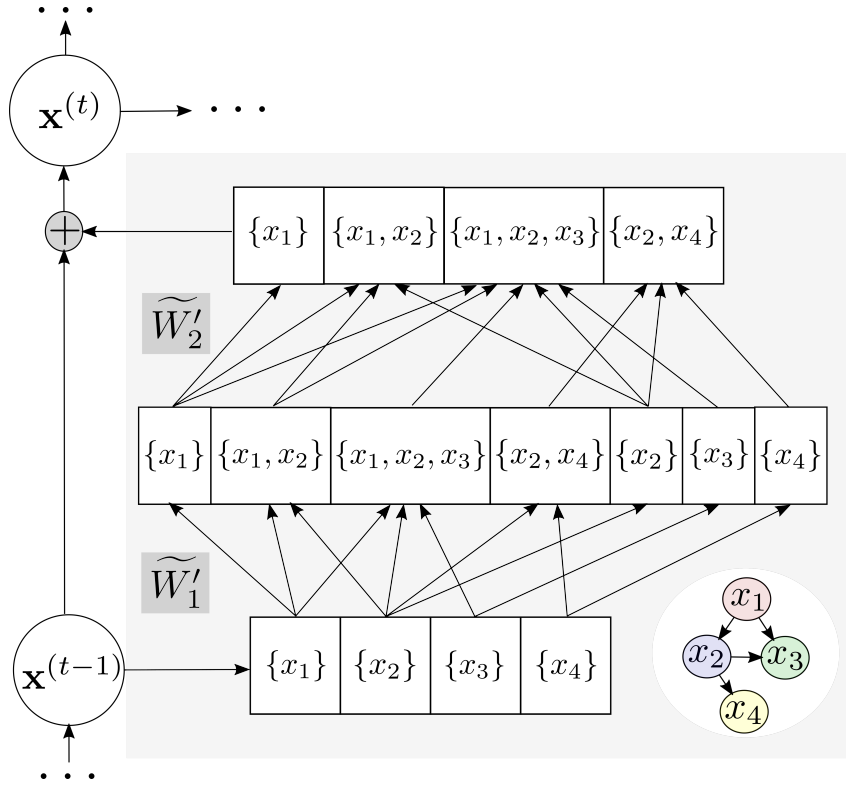 . . .
𝐱^(t)
. . .
+
{x₁} {x₁, x₂} {x₁, x₂, x₃} {x₂, x₄}
W̃₂′
{x₁} {x₁, x₂} {x₁, x₂, x₃} {x₂, x₄} {x₂} {x₃} {x₄}
W̃₁′
𝐱^(t−1)
{x₁} {x₂} {x₃} {x₄}
x₁
x₂ x₃
x₄
. . .